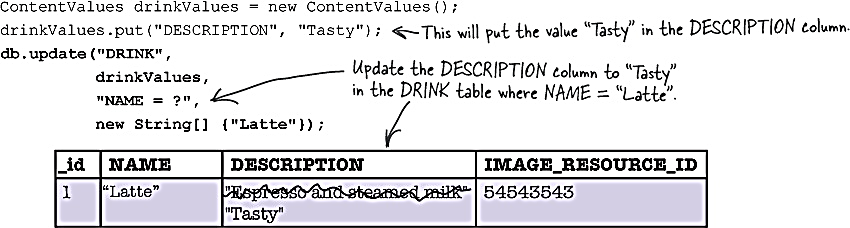 ContentValues drinkValues = new ContentValues();
drinkValues.put("DESCRIPTION", "Tasty"); This will put the value “Tasty” in the DESCRIPTION column.
db.update("DRINK",
drinkValues, Update the DESCRIPTION column to “Tasty”
"NAME = ?", in the DRINK table where NAME = “Latte”.
new String[] {"Latte"});
_id NAME DESCRIPTION IMAGE_RESOURCE_ID
1 “Latte” "Espresso and steamed milk" 54543543
"Tasty"